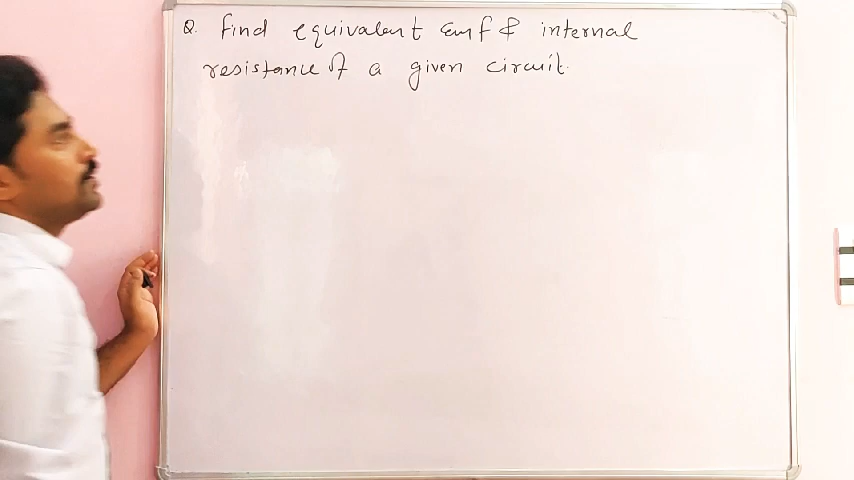 Q. Find equivalent Emf & internal
resistance of a given circuit.